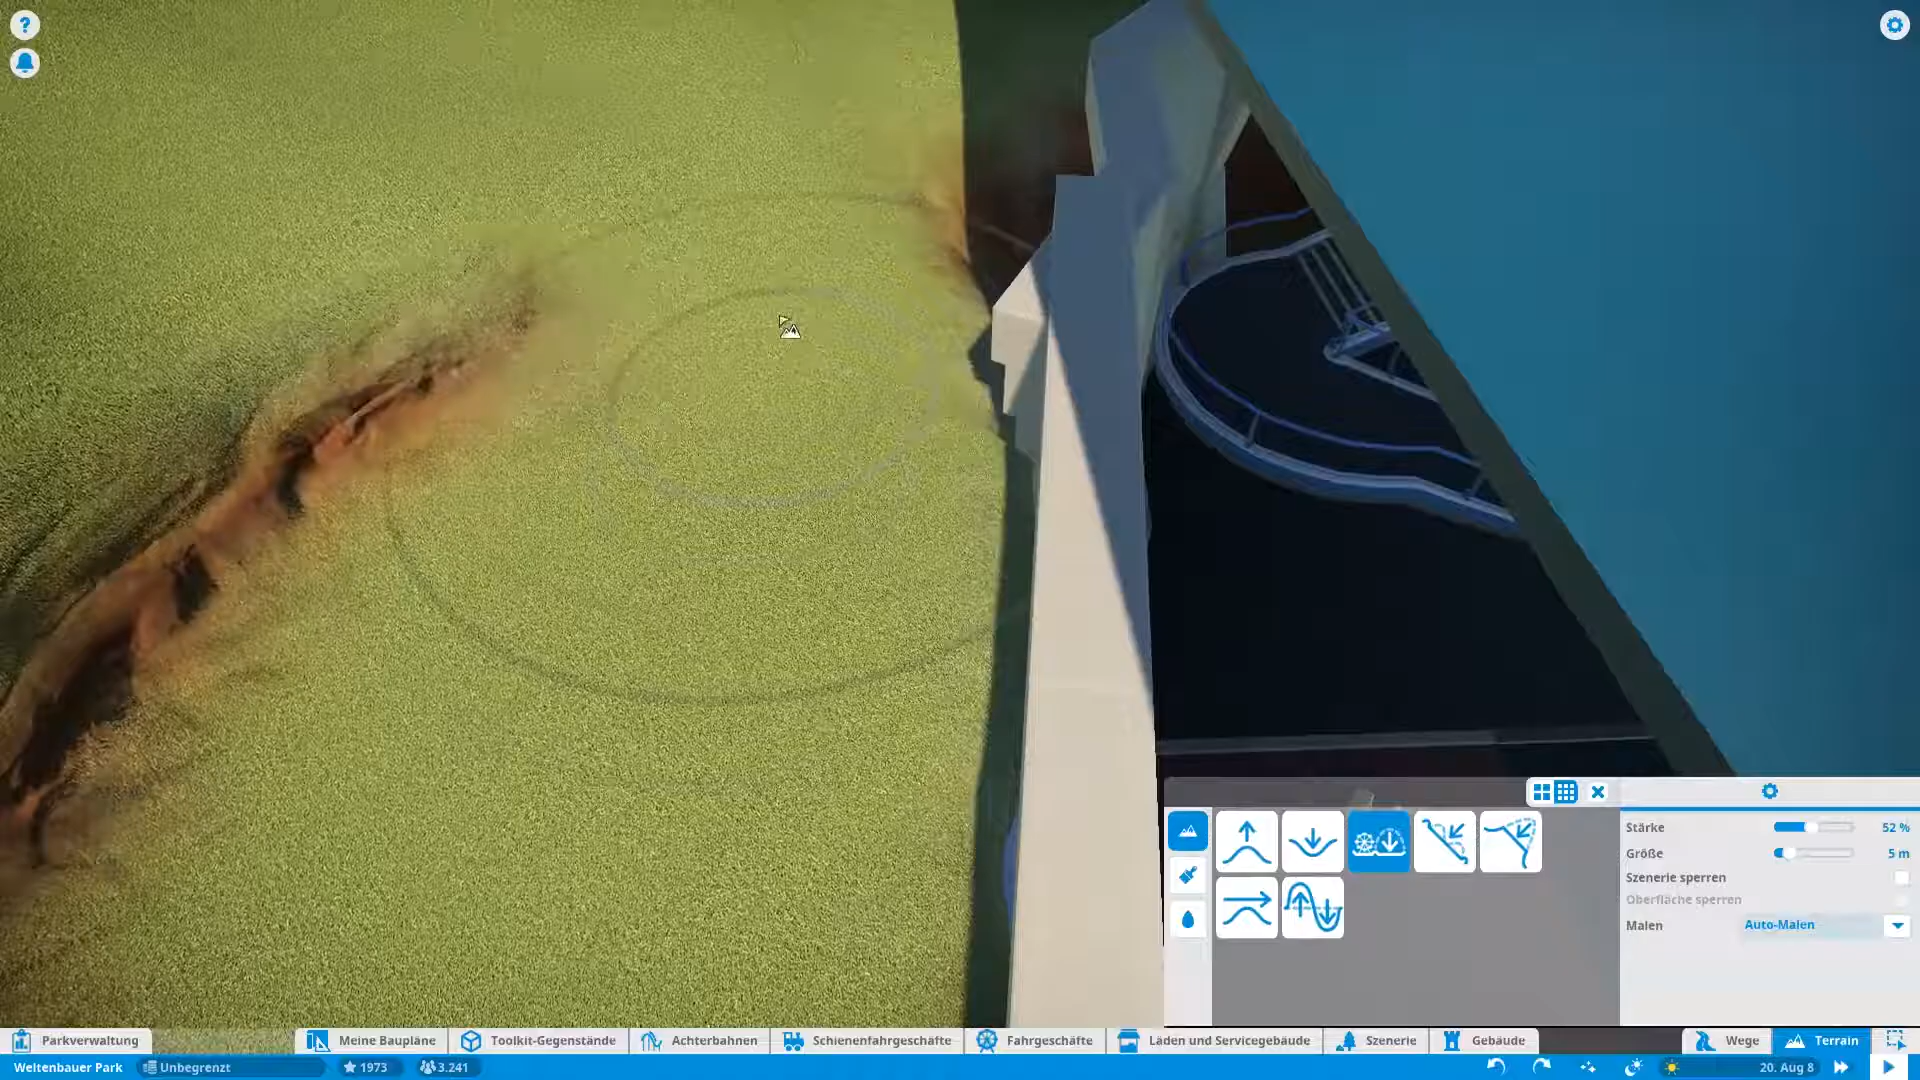 ?
Stärke 52 %
Größe 5 m
Szenerie sperren
Oberfläche sperren
Malen Auto-Malen
Parkverwaltung Meine Baupläne Toolkit-Gegenstände Achterbahnen Schienenfahrgeschäfte Fahrgeschäfte Läden und Servicegebäude Szenerie Gebäude Wege Terrain
Weltenbauer Park Unbegrenzt 1973 3.241 20. Aug 8